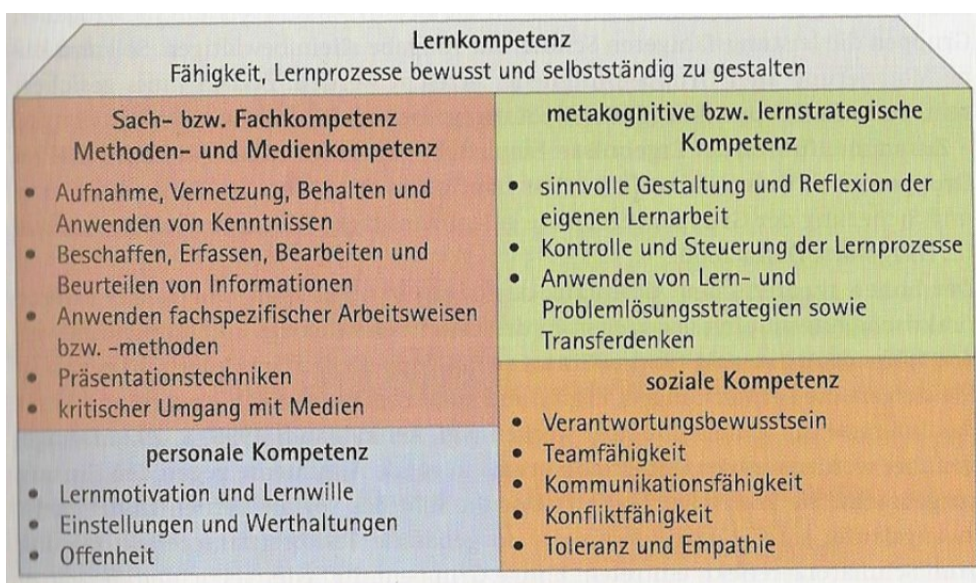 Lernkompetenz
Fähigkeit, Lernprozesse bewusst und selbstständig zu gestalten
Sach- bzw. Fachkompetenz
Methoden- und Medienkompetenz
• Aufnahme, Vernetzung, Behalten und
Anwenden von Kenntnissen
• Beschaffen, Erfassen, Bearbeiten und
Beurteilen von Informationen
• Anwenden fachspezifischer Arbeitsweisen
bzw. -methoden
• Präsentationstechniken
• kritischer Umgang mit Medien
personale Kompetenz
• Lernmotivation und Lernwille
• Einstellungen und Werthaltungen
• Offenheit
metakognitive bzw. lernstrategische
Kompetenz
• sinnvolle Gestaltung und Reflexion der
eigenen Lernarbeit
• Kontrolle und Steuerung der Lernprozesse
• Anwenden von Lern- und
Problemlösungsstrategien sowie
Transferdenken
soziale Kompetenz
• Verantwortungsbewusstsein
• Teamfähigkeit
• Kommunikationsfähigkeit
• Konfliktfähigkeit
• Toleranz und Empathie